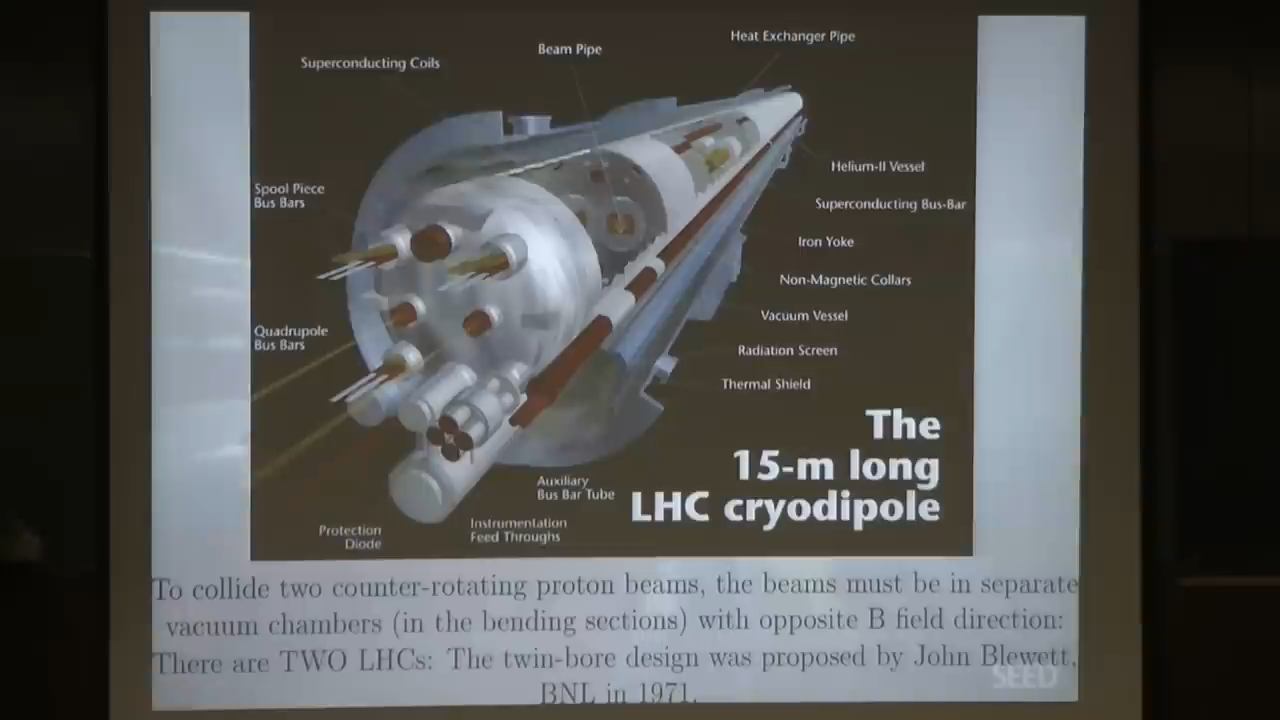 Heat Exchanger Pipe
Beam Pipe
Superconducting Coils
Helium-II Vessel
Spool Piece
Bus Bars
Superconducting Bus-Bar
Iron Yoke
Non-Magnetic Collars
Vacuum Vessel
Quadrupole
Bus Bars
Radiation Screen
Thermal Shield
The
15-m long
LHC cryodipole
Auxiliary
Bus Bar Tube
Instrumentation
Feed Throughs
Protection
Diode
To collide two counter-rotating proton beams, the beams must be in separate
vacuum chambers (in the bending sections) with opposite B field direction:
There are TWO LHCs: The twin-bore design was proposed by John Blewett,
BNL in 1971.
SEED